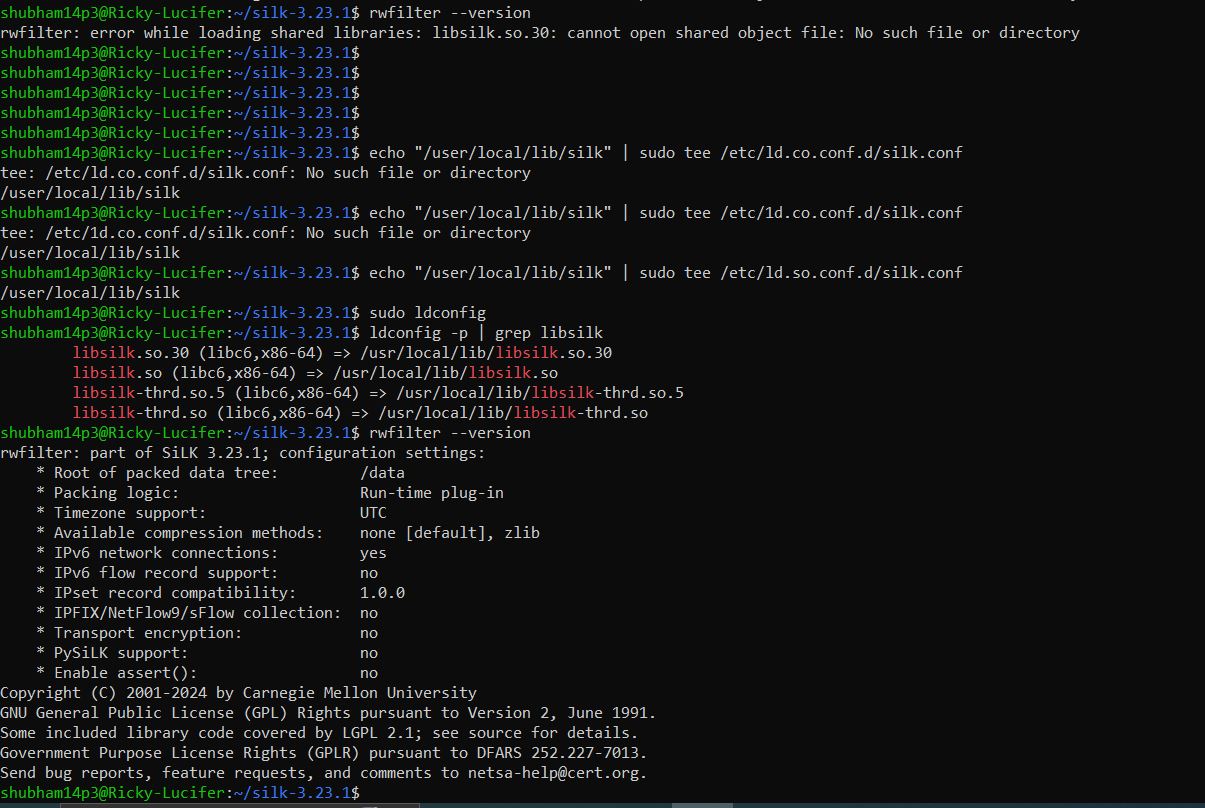 shubham14p3@Ricky-Lucifer:~/silk-3.23.1$ rwfilter --version
rwfilter: error while loading shared libraries: libsilk.so.30: cannot open shared object file: No such file or directory
shubham14p3@Ricky-Lucifer:~/silk-3.23.1$
shubham14p3@Ricky-Lucifer:~/silk-3.23.1$
shubham14p3@Ricky-Lucifer:~/silk-3.23.1$
shubham14p3@Ricky-Lucifer:~/silk-3.23.1$
shubham14p3@Ricky-Lucifer:~/silk-3.23.1$
shubham14p3@Ricky-Lucifer:~/silk-3.23.1$ echo "/user/local/lib/silk" | sudo tee /etc/ld.co.conf.d/silk.conf
tee: /etc/ld.co.conf.d/silk.conf: No such file or directory
/user/local/lib/silk
shubham14p3@Ricky-Lucifer:~/silk-3.23.1$ echo "/user/local/lib/silk" | sudo tee /etc/1d.co.conf.d/silk.conf
tee: /etc/1d.co.conf.d/silk.conf: No such file or directory
/user/local/lib/silk
shubham14p3@Ricky-Lucifer:~/silk-3.23.1$ echo "/user/local/lib/silk" | sudo tee /etc/ld.so.conf.d/silk.conf
/user/local/lib/silk
shubham14p3@Ricky-Lucifer:~/silk-3.23.1$ sudo ldconfig
shubham14p3@Ricky-Lucifer:~/silk-3.23.1$ ldconfig -p | grep libsilk
        libsilk.so.30 (libc6,x86-64) => /usr/local/lib/libsilk.so.30
        libsilk.so (libc6,x86-64) => /usr/local/lib/libsilk.so
        libsilk-thrd.so.5 (libc6,x86-64) => /usr/local/lib/libsilk-thrd.so.5
        libsilk-thrd.so (libc6,x86-64) => /usr/local/lib/libsilk-thrd.so
shubham14p3@Ricky-Lucifer:~/silk-3.23.1$ rwfilter --version
rwfilter: part of SiLK 3.23.1; configuration settings:
    * Root of packed data tree:         /data
    * Packing logic:                    Run-time plug-in
    * Timezone support:                 UTC
    * Available compression methods:    none [default], zlib
    * IPv6 network connections:         yes
    * IPv6 flow record support:         no
    * IPset record compatibility:       1.0.0
    * IPFIX/NetFlow9/sFlow collection:  no
    * Transport encryption:             no
    * PySiLK support:                   no
    * Enable assert():                  no
Copyright (C) 2001-2024 by Carnegie Mellon University
GNU General Public License (GPL) Rights pursuant to Version 2, June 1991.
Some included library code covered by LGPL 2.1; see source for details.
Government Purpose License Rights (GPLR) pursuant to DFARS 252.227-7013.
Send bug reports, feature requests, and comments to netsa-help@cert.org.
shubham14p3@Ricky-Lucifer:~/silk-3.23.1$